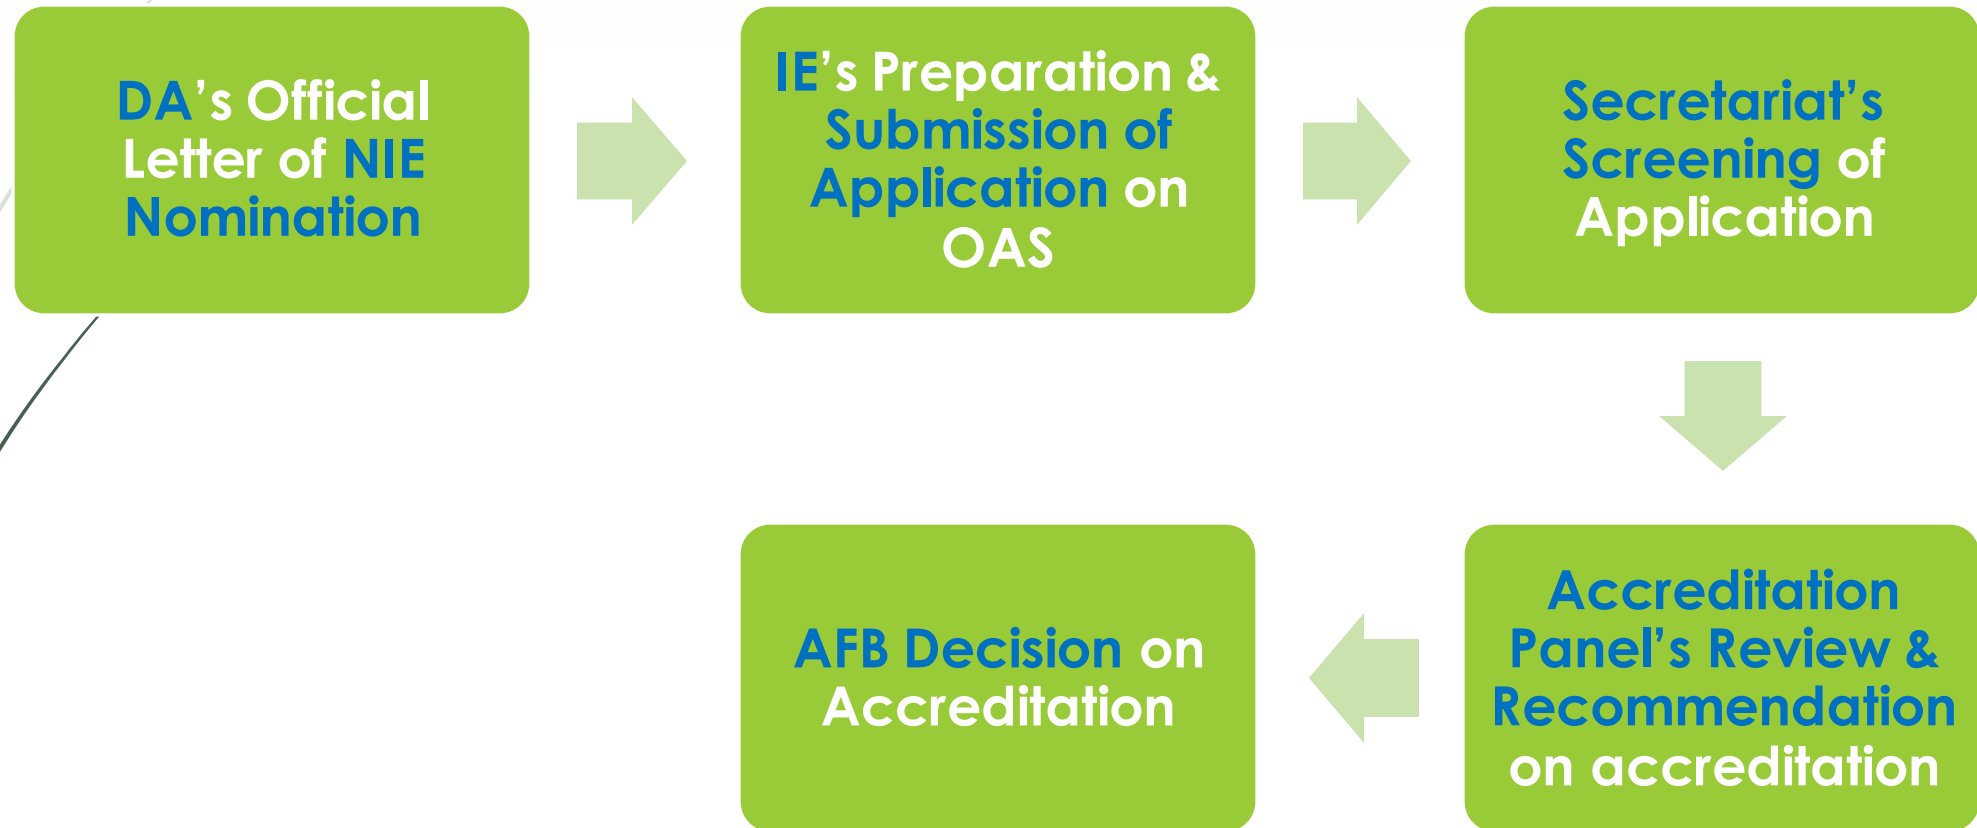 DA’s Official
Letter of NIE
Nomination
IE’s Preparation &
Submission of
Application on
OAS
Secretariat’s
Screening of
Application
Accreditation
Panel’s Review &
Recommendation
on accreditation
AFB Decision on
Accreditation